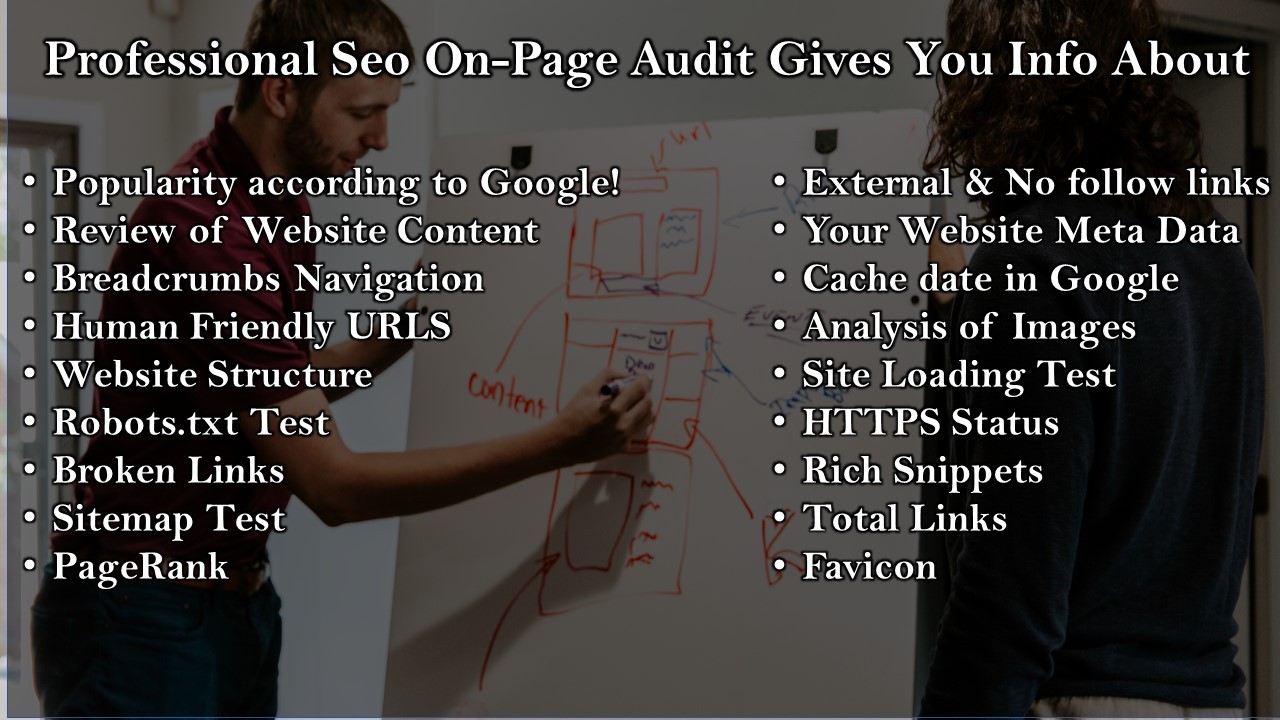 Professional Seo On-Page Audit Gives You Info About
• Popularity according to Google!
• Review of Website Content
• Breadcrumbs Navigation
• Human Friendly URLS
• Website Structure
• Robots.txt Test
• Broken Links
• Sitemap Test
• PageRank
• External & No follow links
• Your Website Meta Data
• Cache date in Google
• Analysis of Images
• Site Loading Test
• HTTPS Status
• Rich Snippets
• Total Links
• Favicon
url
content